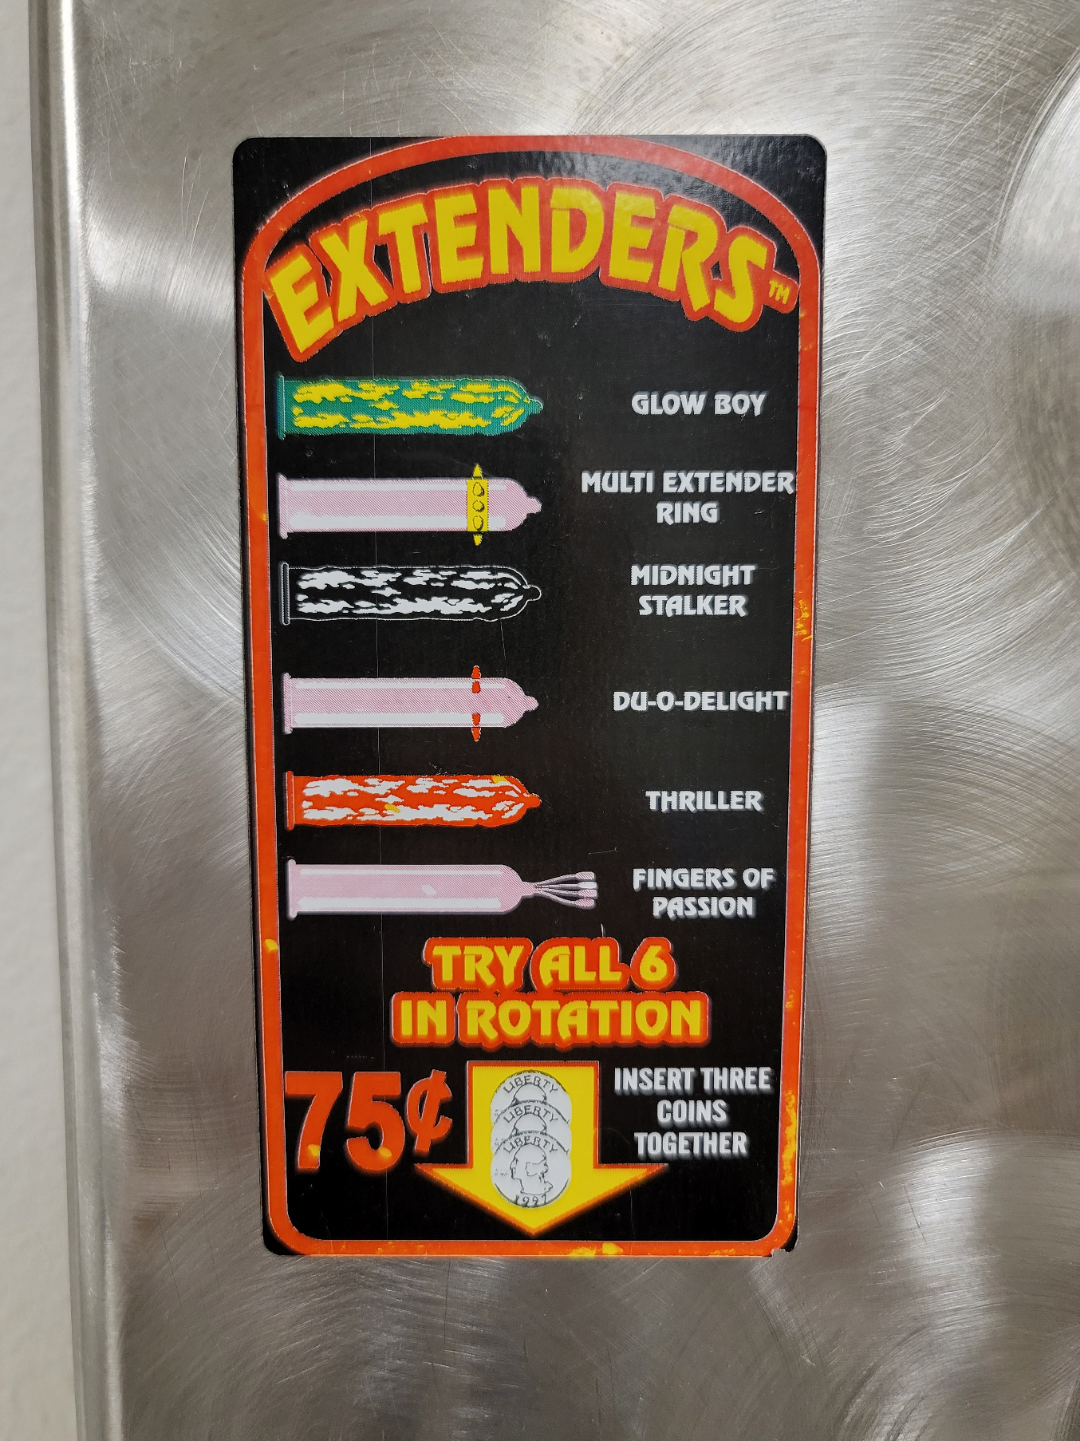 EXTENDERS™
GLOW BOY
MULTI EXTENDER
RING
MIDNIGHT
STALKER
DU-O-DELIGHT
THRILLER
FINGERS OF
PASSION
TRY ALL 6
IN ROTATION
75¢
LIBERTY
LIBERTY
LIBERTY
1997
INSERT THREE
COINS
TOGETHER